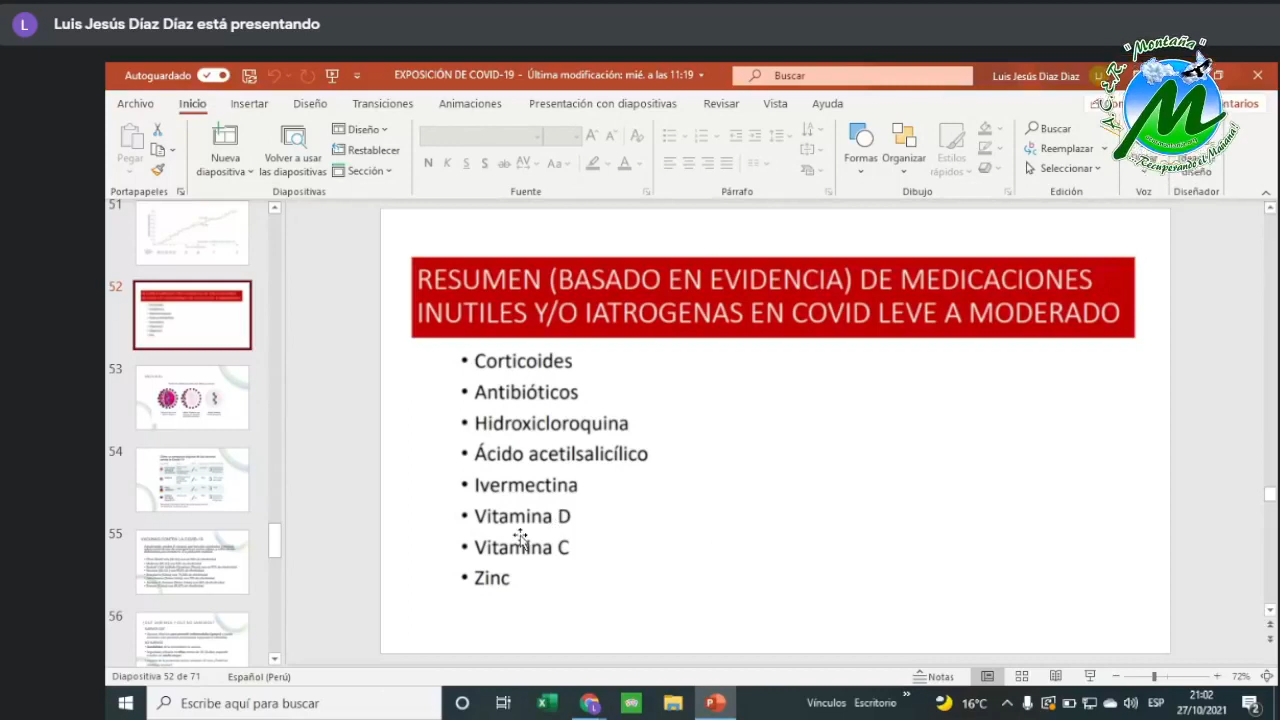 L Luis Jesús Díaz Díaz está presentando
Autoguardado
EXPOSICIÓN DE COVID-19 - Última modificación: mié. a las 11:19
Buscar
Luis Jesús Diaz Diaz
"Montaña"
Archivo Inicio Insertar Diseño Transiciones Animaciones Presentación con diapositivas Revisar Vista Ayuda
Pegar
Nueva diapositiva
Volver a usar las diapositivas
Diseño
Restablecer
Sección
Formas Organizar Estilos rápidos
Buscar
Reemplazar
Seleccionar
Diseño
Portapapeles Diapositivas Fuente Párrafo Dibujo Edición Voz Diseñador
51
52
53
54
55
56
RESUMEN (BASADO EN EVIDENCIA) DE MEDICACIONES
INUTILES Y/O IATROGENAS EN COVID LEVE A MODERADO
• Corticoides
• Antibióticos
• Hidroxicloroquina
• Ácido acetilsalicílico
• Ivermectina
• Vitamina D
• Vitamina C
• Zinc
Diapositiva 52 de 71 Español (Perú) Notas 72%
Escribe aquí para buscar
Vínculos Escritorio
16°C
ESP
21:02
27/10/2021
2